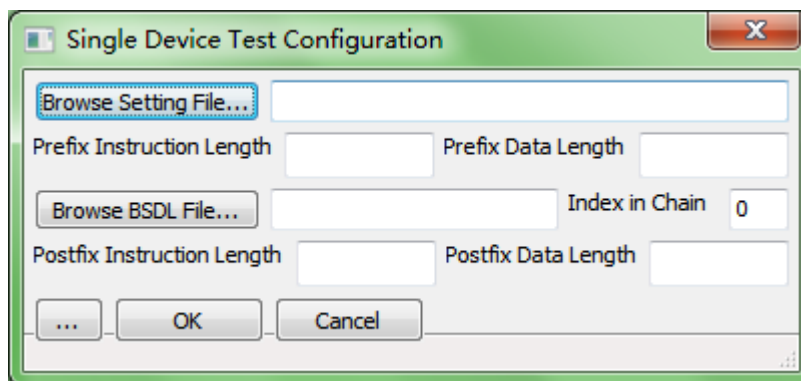 Single Device Test Configuration
Browse Setting File...
Prefix Instruction Length Prefix Data Length
Browse BSDL File... Index in Chain 0
Postfix Instruction Length Postfix Data Length
... OK Cancel